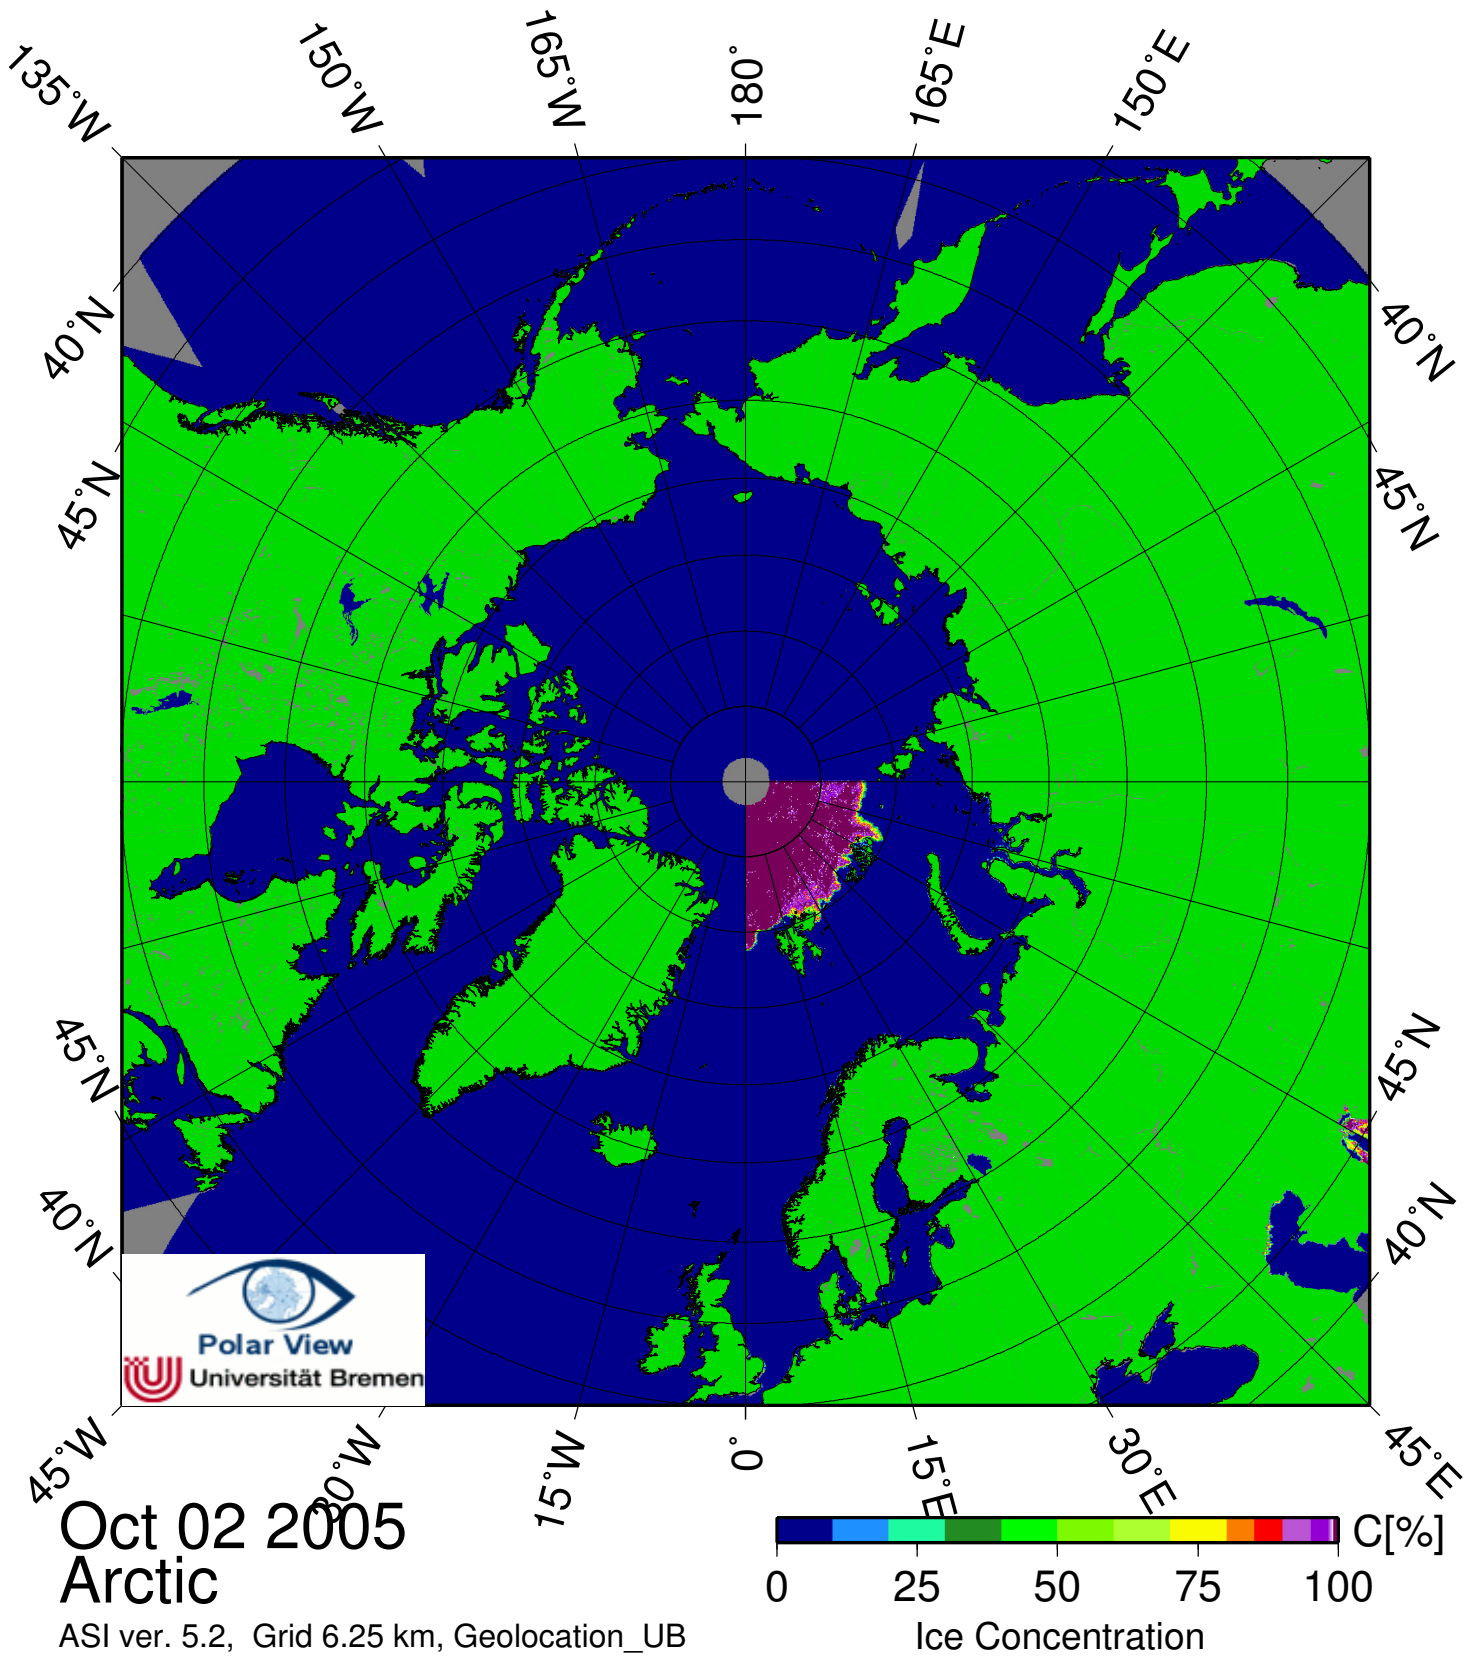 135°W
150°W
165°W
180°
165°E
150°E
40°N
40°N
45°N
45°N
45°N
45°N
40°N
40°N
Polar View
Universität Bremen
45°W
30°W
15°W
0°
15°E
30°E
45°E
Oct 02 2005
Arctic
ASI ver. 5.2, Grid 6.25 km, Geolocation_UB
C[%]
0 25 50 75 100
Ice Concentration